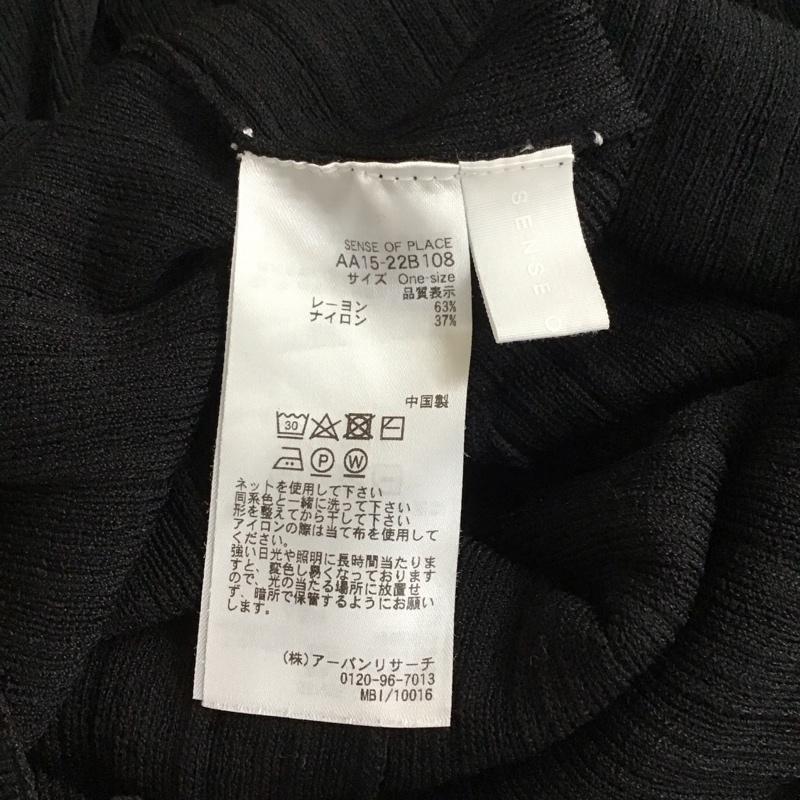 SENSE OF PLACE
AA15-22B108
サイズ One-size
品質表示
レーヨン 63%
ナイロン 37%
中国製
30
P W
ネットを使用して下さい
同系色と一緒に洗って下さい
形を整えてから干して下さい
アイロンの際は当て布を使用して
ください。
強い日光や照明に長時間当たりま
すと、変色し易くなっております
ので、光の当たる場所に放置せ
ず、暗所で保管するようにお願い
します。
(株)アーバンリサーチ
0120-96-7013
MBI/10016
SENSE O